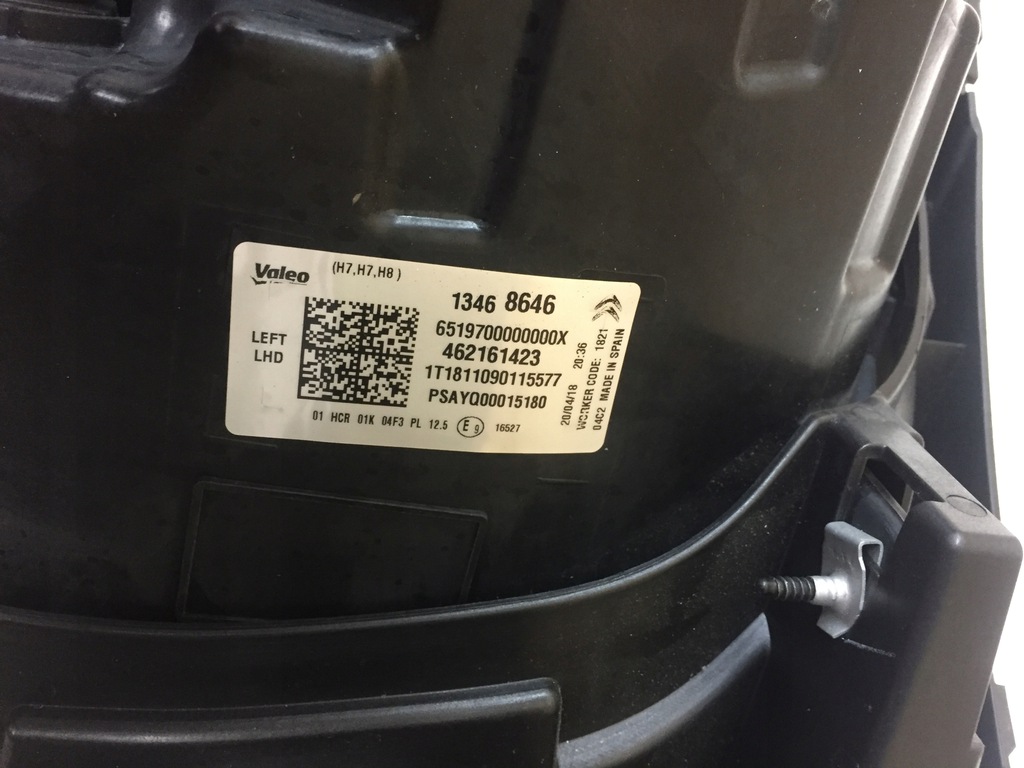 Valeo (H7,H7,H8 )
1346 8646
LEFT
LHD
6519700000000X
462161423
1T1811090115577
PSAYQ00015180
01 HCR 01K 04F3 PL 12.5 E9 16527
20/04/18 20:36
WORKER CODE: 1821
04C2 MADE IN SPAIN